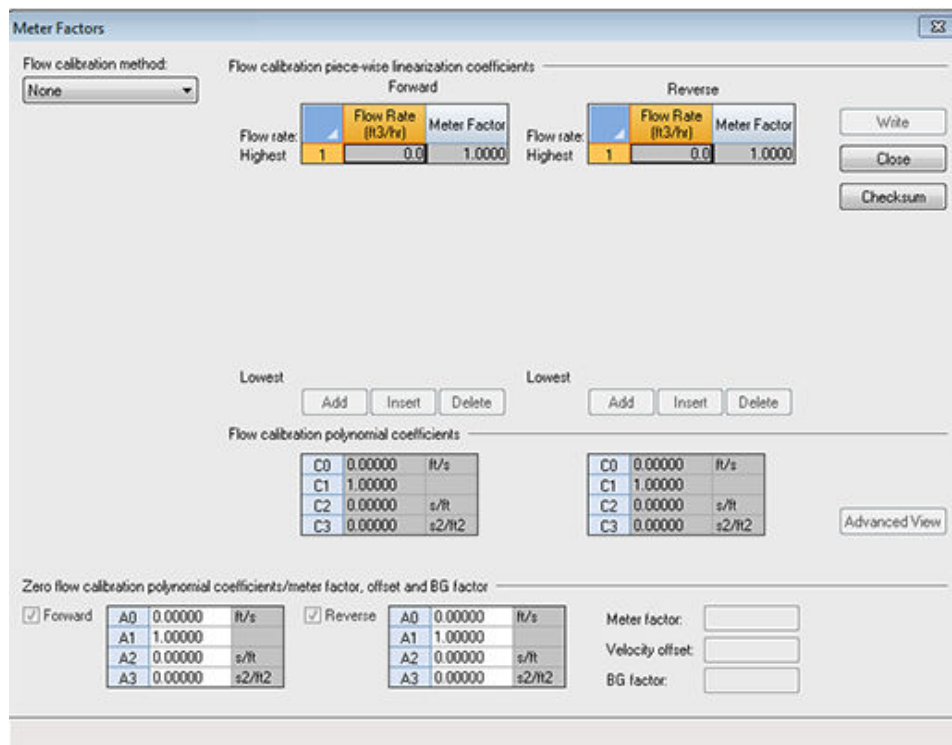 Meter Factors
Flow calibration method:
None
Flow calibration piece-wise linearization coefficients
Forward
Reverse
Flow rate:
Flow Rate (ft3/hr) Meter Factor
Highest 1 0.0 1.0000
Flow rate:
Flow Rate (ft3/hr) Meter Factor
Highest 1 0.0 1.0000
Write
Close
Checksum
Lowest
Add Insert Delete
Lowest
Add Insert Delete
Flow calibration polynomial coefficients
C0 0.00000 ft/s
C1 1.00000
C2 0.00000 s/ft
C3 0.00000 s2/ft2
C0 0.00000 ft/s
C1 1.00000
C2 0.00000 s/ft
C3 0.00000 s2/ft2
Advanced View
Zero flow calibration polynomial coefficients/meter factor, offset and BG factor
Forward
A0 0.00000 ft/s
A1 1.00000
A2 0.00000 s/ft
A3 0.00000 s2/ft2
Reverse
A0 0.00000 ft/s
A1 1.00000
A2 0.00000 s/ft
A3 0.00000 s2/ft2
Meter factor:
Velocity offset:
BG factor: